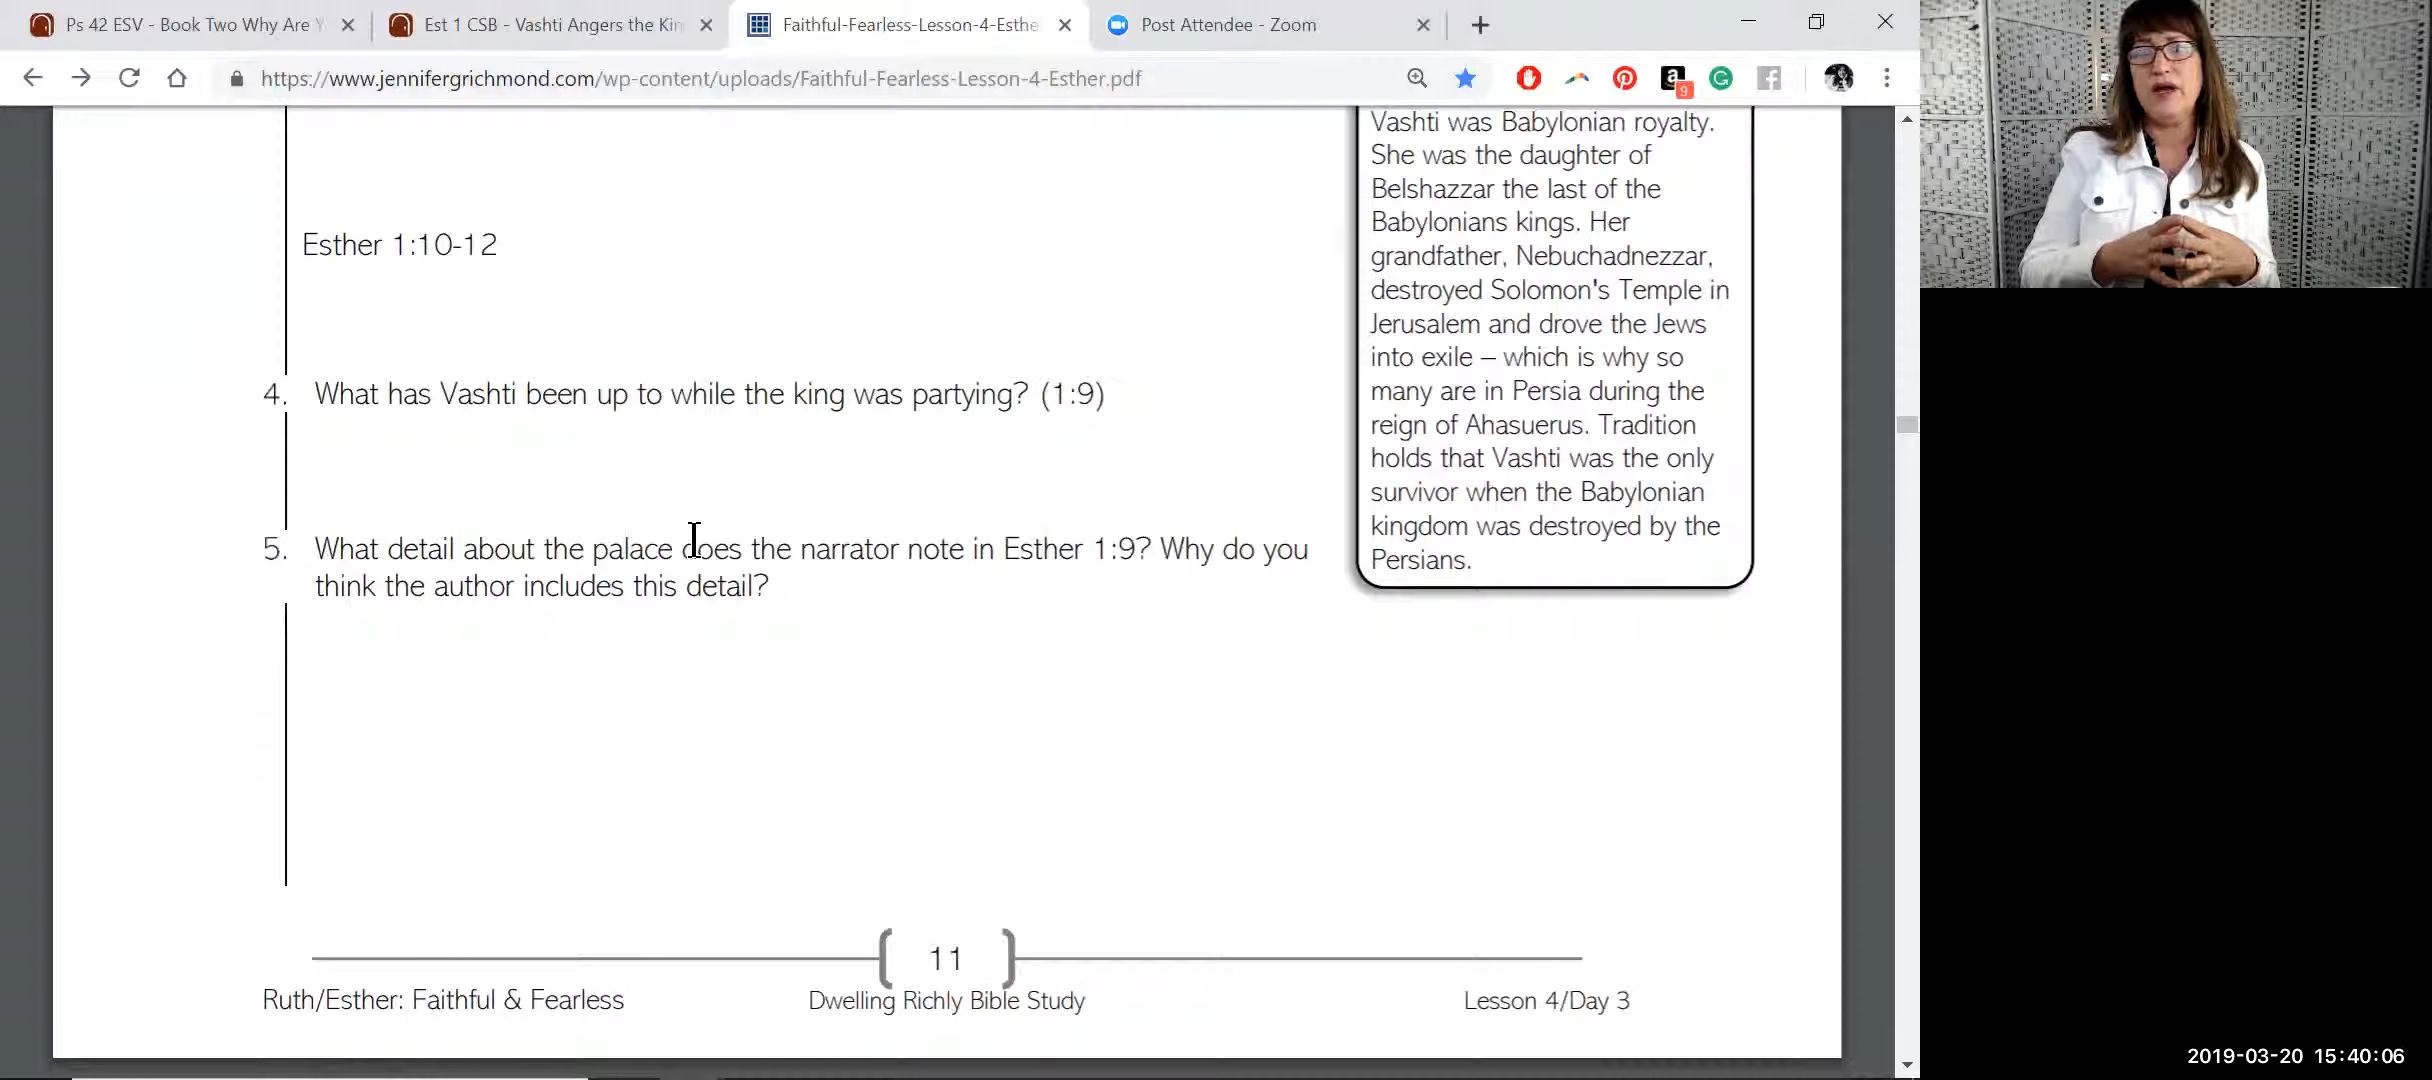 Ps 42 ESV - Book Two Why Are Y
Est 1 CSB - Vashti Angers the Kin
Faithful-Fearless-Lesson-4-Esthe
Post Attendee - Zoom
https://www.jennifergrichmond.com/wp-content/uploads/Faithful-Fearless-Lesson-4-Esther.pdf
9
Esther 1:10-12
4. What has Vashti been up to while the king was partying? (1:9)
5. What detail about the palace does the narrator note in Esther 1:9? Why do you
think the author includes this detail?
Vashti was Babylonian royalty.
She was the daughter of
Belshazzar the last of the
Babylonians kings. Her
grandfather, Nebuchadnezzar,
destroyed Solomon's Temple in
Jerusalem and drove the Jews
into exile – which is why so
many are in Persia during the
reign of Ahasuerus. Tradition
holds that Vashti was the only
survivor when the Babylonian
kingdom was destroyed by the
Persians.
11
Ruth/Esther: Faithful & Fearless
Dwelling Richly Bible Study
Lesson 4/Day 3
2019-03-20 15:40:06